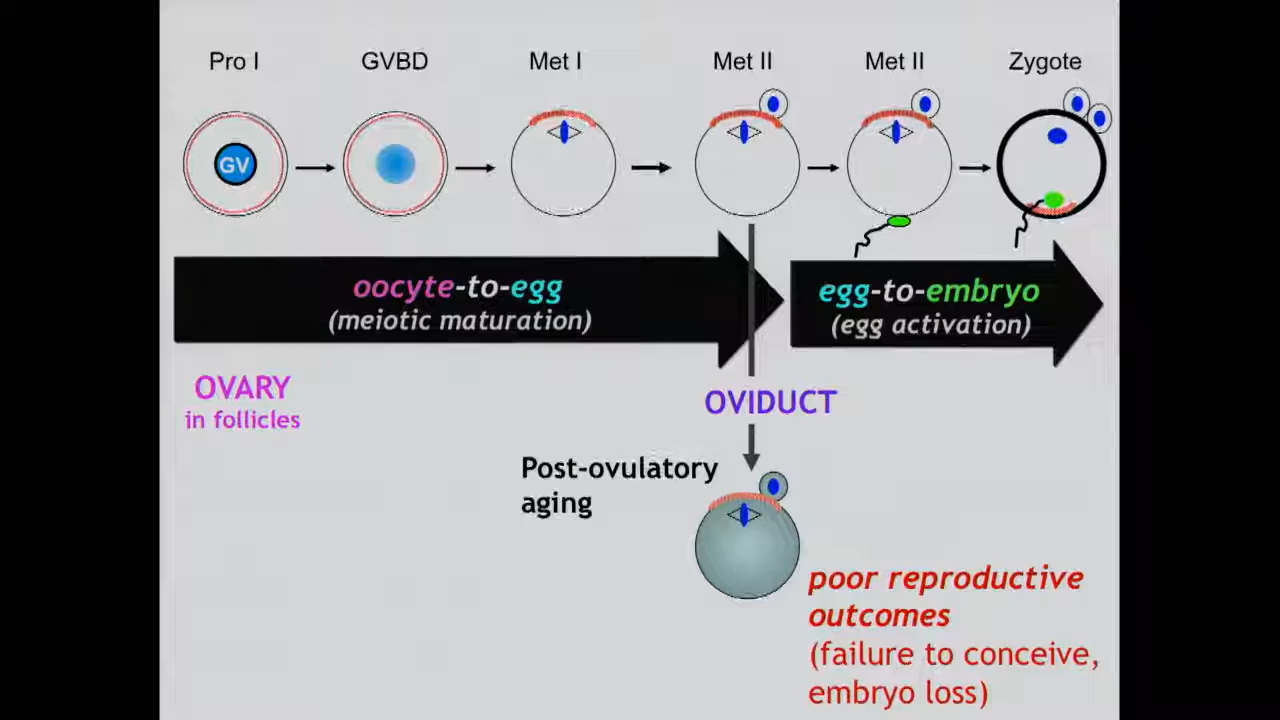 Pro I
GVBD
Met I
Met II
Met II
Zygote
GV
oocyte-to-egg
(meiotic maturation)
egg-to-embryo
(egg activation)
OVARY
in follicles
OVIDUCT
Post-ovulatory
aging
poor reproductive
outcomes
(failure to conceive,
embryo loss)